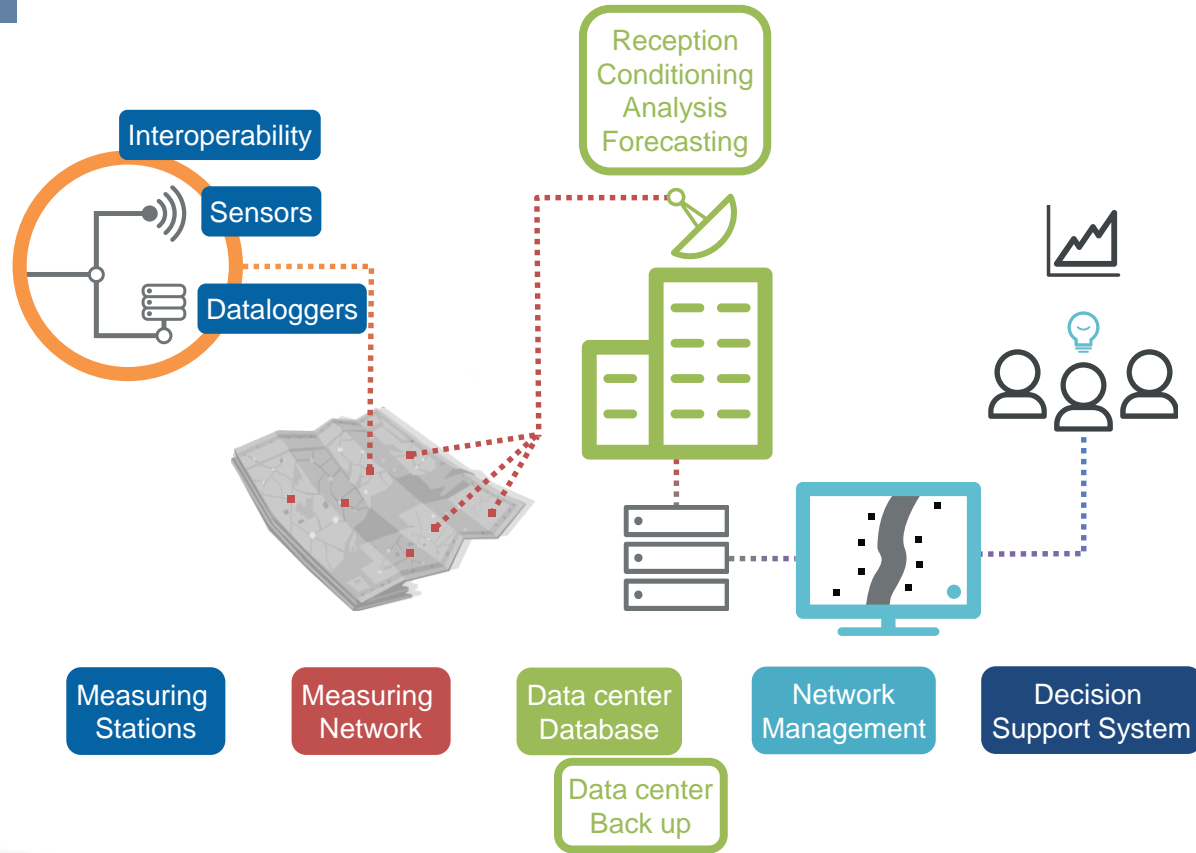 Reception
Conditioning
Analysis
Forecasting
Interoperability
Sensors
Dataloggers
Measuring
Stations
Measuring
Network
Data center
Database
Network
Management
Decision
Support System
Data center
Back up